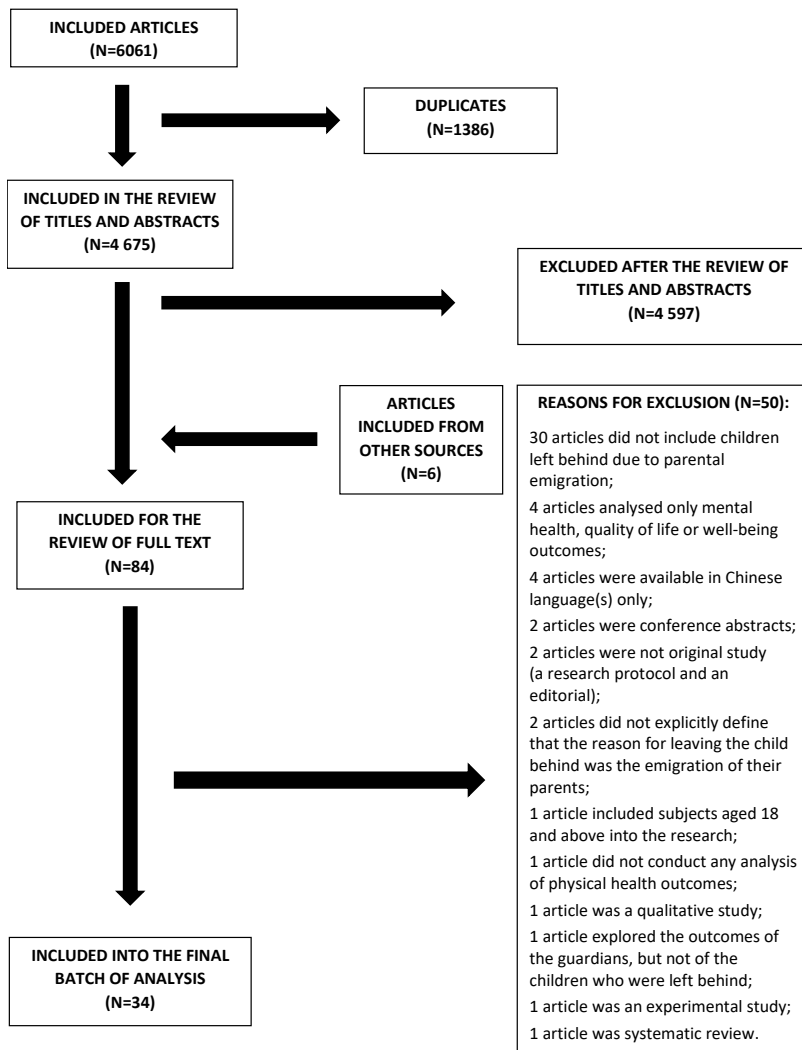 INCLUDED ARTICLES
(N=6061)
DUPLICATES
(N=1386)
INCLUDED IN THE REVIEW
OF TITLES AND ABSTRACTS
(N=4 675)
EXCLUDED AFTER THE REVIEW OF
TITLES AND ABSTRACTS
(N=4 597)
ARTICLES
INCLUDED FROM
OTHER SOURCES
(N=6)
INCLUDED FOR THE
REVIEW OF FULL TEXT
(N=84)
REASONS FOR EXCLUSION (N=50):
30 articles did not include children
left behind due to parental
emigration;
4 articles analysed only mental
health, quality of life or well-being
outcomes;
4 articles were available in Chinese
language(s) only;
2 articles were conference abstracts;
2 articles were not original study
(a research protocol and an
editorial);
2 articles did not explicitly define
that the reason for leaving the child
behind was the emigration of their
parents;
1 article included subjects aged 18
and above into the research;
1 article did not conduct any analysis
of physical health outcomes;
1 article was a qualitative study;
1 article explored the outcomes of
the guardians, but not of the
children who were left behind;
1 article was an experimental study;
1 article was systematic review.
INCLUDED INTO THE FINAL
BATCH OF ANALYSIS
(N=34)